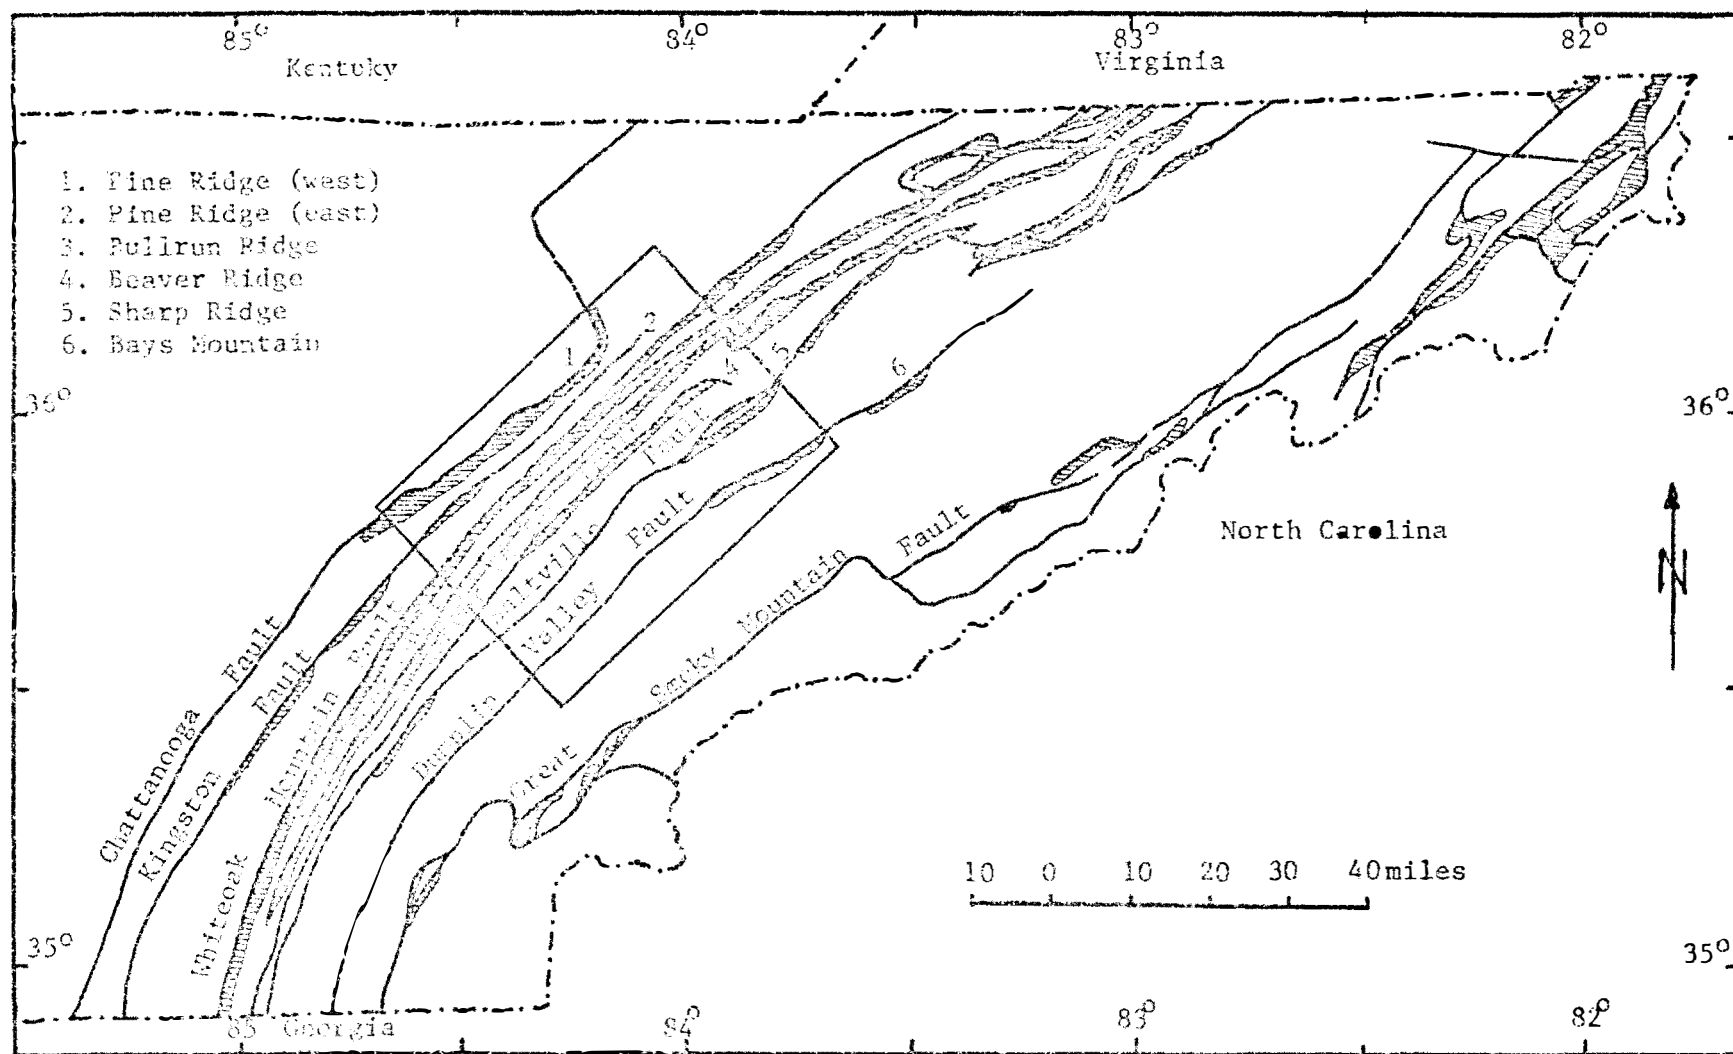 85° 84° 83° 82°
Kentuky Virginia
1. Pine Ridge (west)
2. Pine Ridge (east)
3. Bullrun Ridge
4. Beaver Ridge
5. Sharp Ridge
6. Bays Mountain
1 2 4 5 6
36° 36°
North Carolina
N
Chattanooga Fault
Kingston Fault
Whiteoak Mountain Fault
Saltville Fault
Dumplin Valley Fault
Great Smoky Mountain Fault
10 0 10 20 30 40 miles
35° 35°
85 Georgia 84° 83° 82°